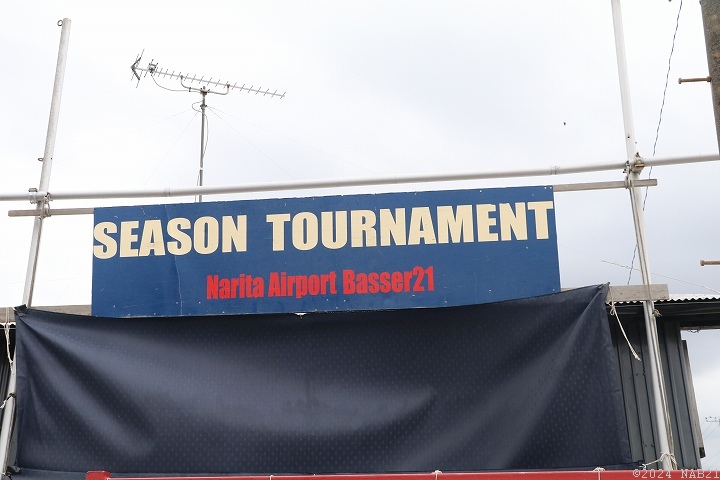 SEASON TOURNAMENT
Narita Airport Basser21
©2024 NAB21